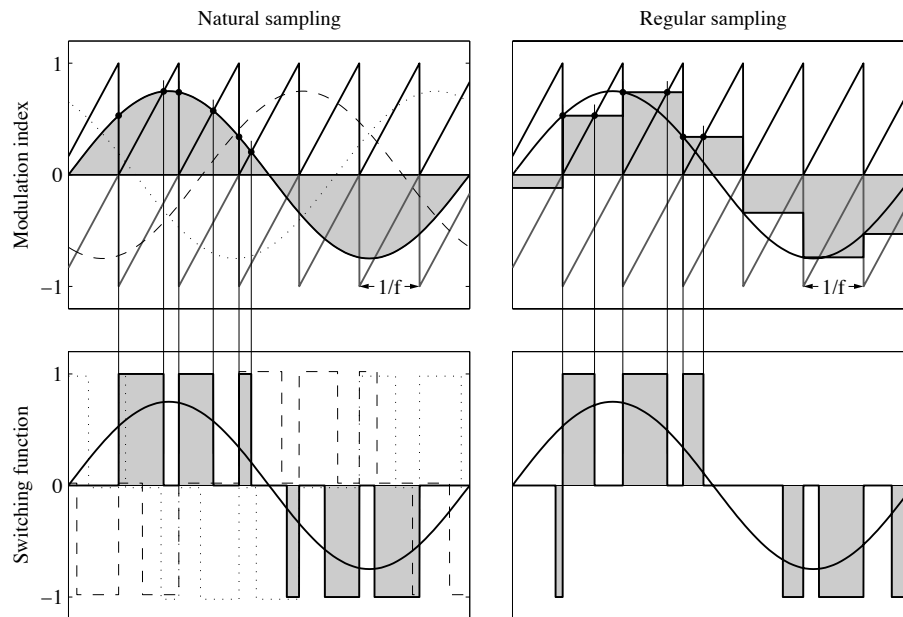 Natural sampling
Regular sampling
Modulation index
1
0
−1
1/f
1/f
Switching function
1
0
−1